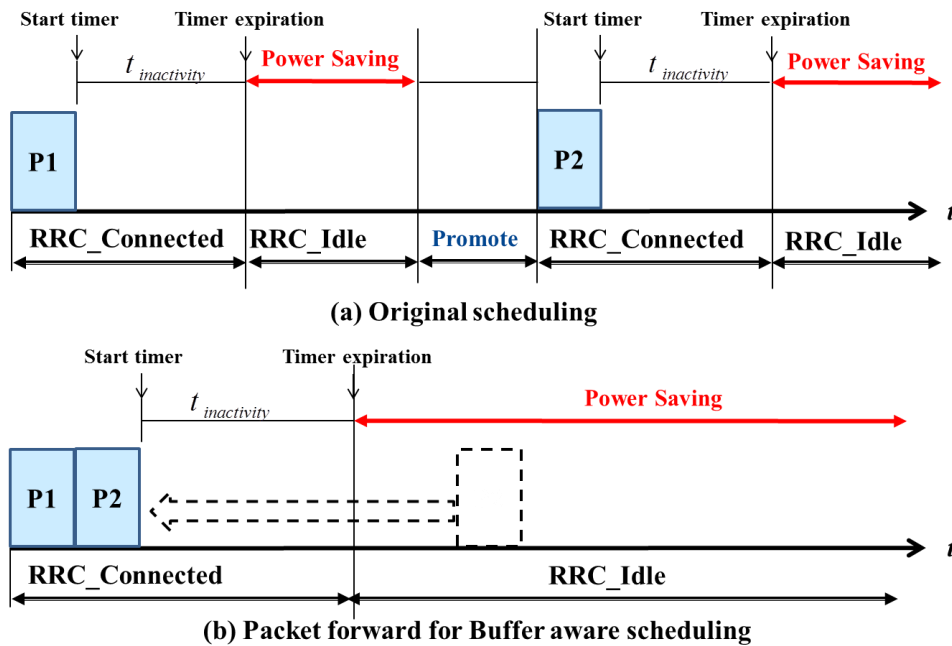 Start timer Timer expiration Start timer Timer expiration
t inactivity Power Saving t inactivity Power Saving
P1 P2
t
RRC_Connected RRC_Idle Promote RRC_Connected RRC_Idle
(a) Original scheduling
Start timer Timer expiration
t inactivity Power Saving
P1 P2
t
RRC_Connected RRC_Idle
(b) Packet forward for Buffer aware scheduling